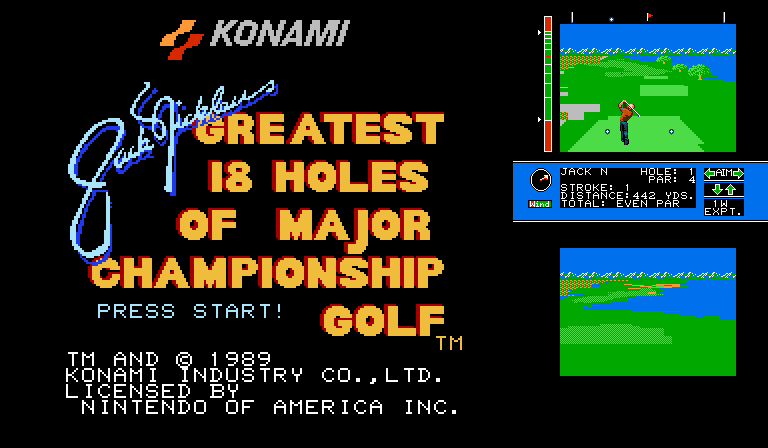 KONAMI
Jack Nicklaus
GREATEST
18 HOLES
OF MAJOR
CHAMPIONSHIP
GOLF
TM
PRESS START!
TM AND © 1989
KONAMI INDUSTRY CO.,LTD.
LICENSED BY
NINTENDO OF AMERICA INC.
JACK N HOLE: 1
PAR: 4
STROKE: 1
DISTANCE:442 YDS.
TOTAL: EVEN PAR
Wind
AIM
1W
EXPT.